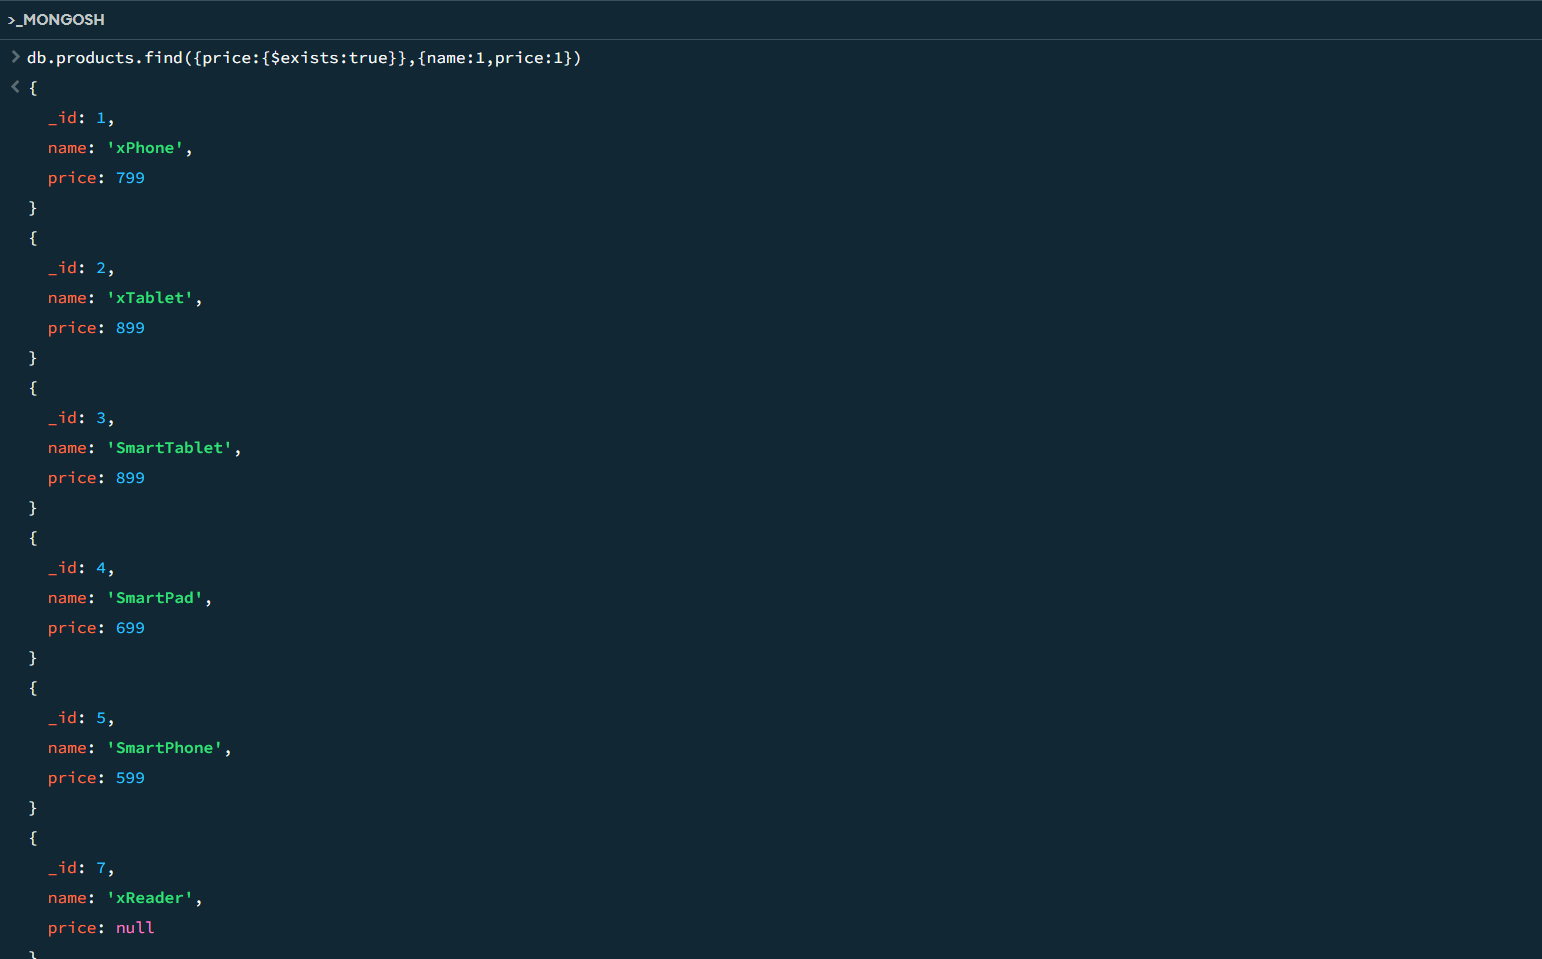 >_MONGOSH
> db.products.find({price:{$exists:true}},{name:1,price:1})
< {
_id: 1,
name: 'xPhone',
price: 799
}
{
_id: 2,
name: 'xTablet',
price: 899
}
{
_id: 3,
name: 'SmartTablet',
price: 899
}
{
_id: 4,
name: 'SmartPad',
price: 699
}
{
_id: 5,
name: 'SmartPhone',
price: 599
}
{
_id: 7,
name: 'xReader',
price: null
}